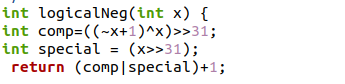 int logicalNeg(int x) {
int comp=((~x+1)^x)>>31;
int special = (x>>31);
return (comp|special)+1;